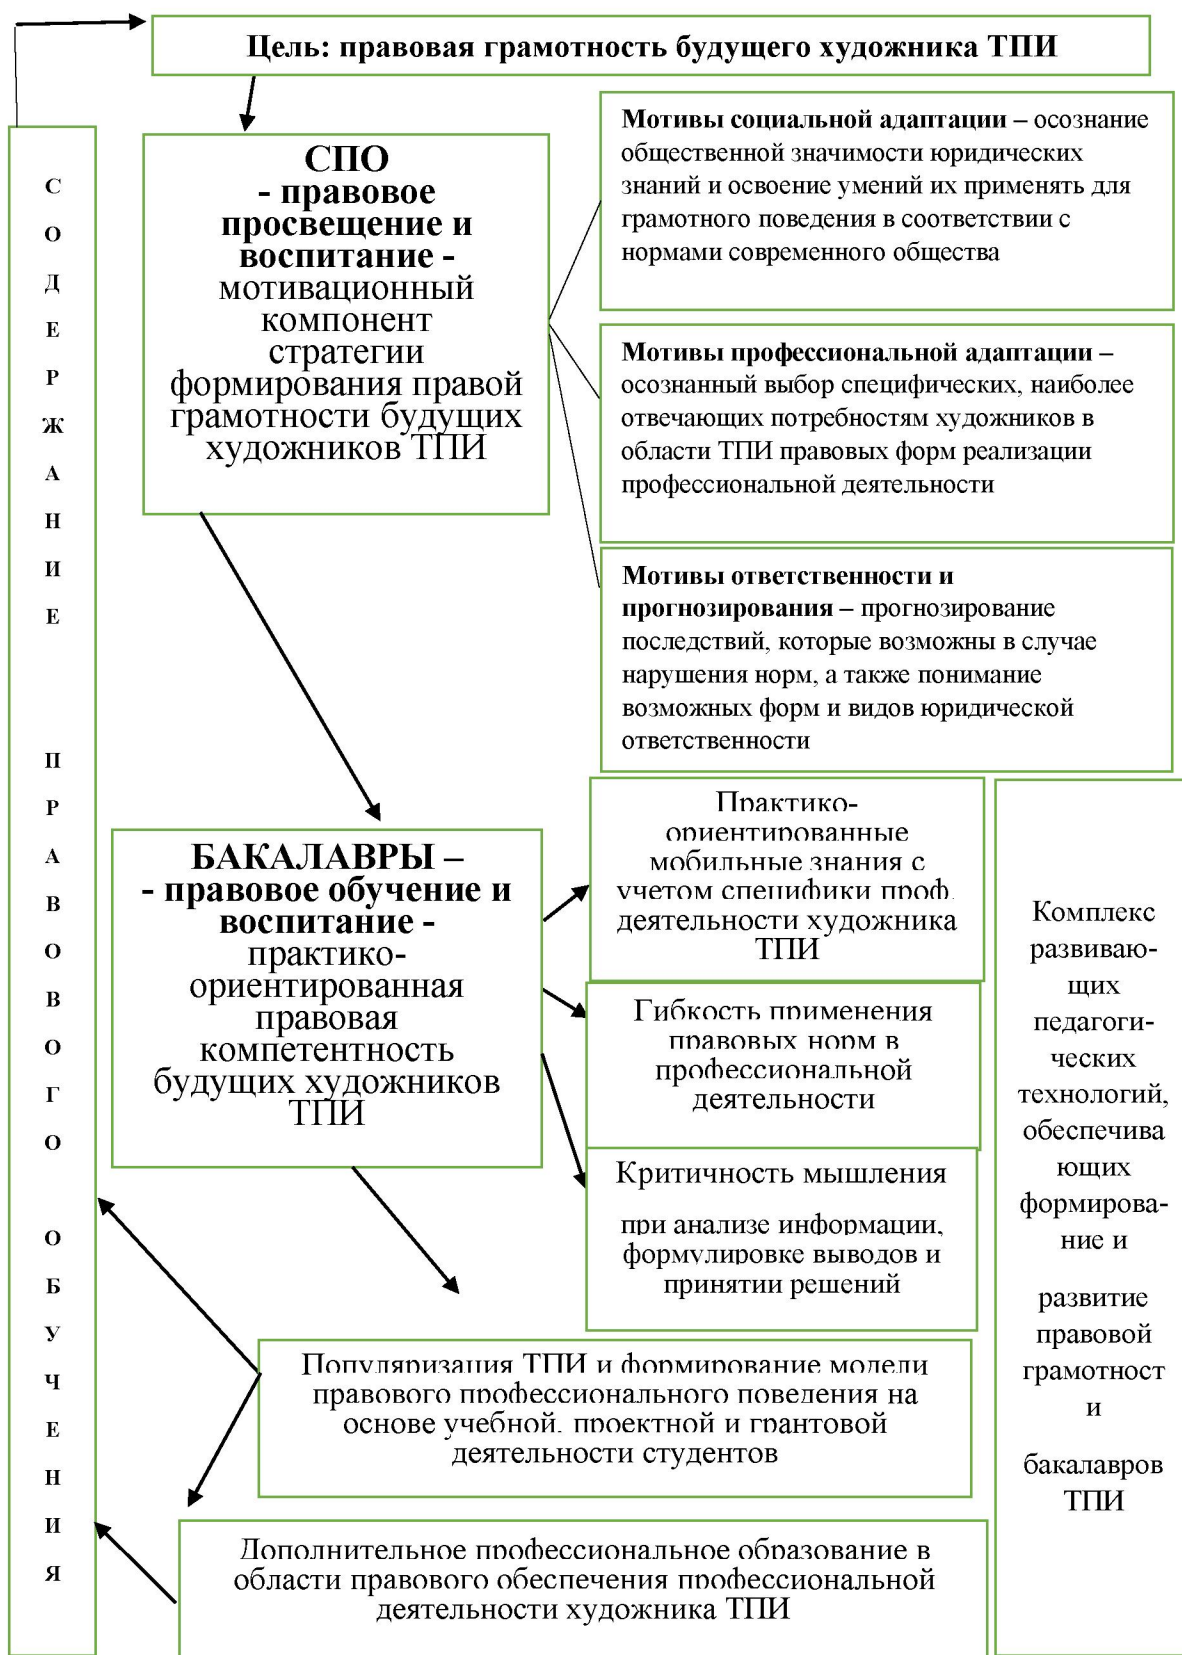 Цель: правовая грамотность будущего художника ТПИ
СОДЕРЖАНИЕ ПРАВОВОГО ОБУЧЕНИЯ
СПО
- правовое
просвещение и
воспитание -
мотивационный
компонент
стратегии
формирования правой
грамотности будущих
художников ТПИ
Мотивы социальной адаптации – осознание
общественной значимости юридических
знаний и освоение умений их применять для
грамотного поведения в соответствии с
нормами современного общества
Мотивы профессиональной адаптации –
осознанный выбор специфических, наиболее
отвечающих потребностям художников в
области ТПИ правовых форм реализации
профессиональной деятельности
Мотивы ответственности и
прогнозирования – прогнозирование
последствий, которые возможны в случае
нарушения норм, а также понимание
возможных форм и видов юридической
ответственности
БАКАЛАВРЫ –
- правовое обучение и
воспитание -
практико-
ориентированная
правовая
компетентность
будущих художников
ТПИ
Практико-
ориентированные
мобильные знания с
учетом специфики проф.
деятельности художника
ТПИ
Гибкость применения
правовых норм в
профессиональной
деятельности
Критичность мышления
при анализе информации,
формулировке выводов и
принятии решений
Комплекс
развиваю-
щих
педагоги-
ческих
технологий,
обеспечива
ющих
формирова-
ние и
развитие
правовой
грамотност
и
бакалавров
ТПИ
Популяризация ТПИ и формирование модели
правового профессионального поведения на
основе учебной, проектной и грантовой
деятельности студентов
Дополнительное профессиональное образование в
области правового обеспечения профессиональной
деятельности художника ТПИ